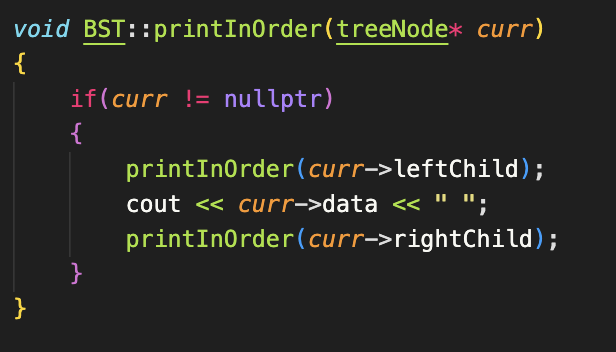 void BST::printInOrder(treeNode* curr)
{
    if(curr != nullptr)
    {
        printInOrder(curr->leftChild);
        cout << curr->data << " ";
        printInOrder(curr->rightChild);
    }
}